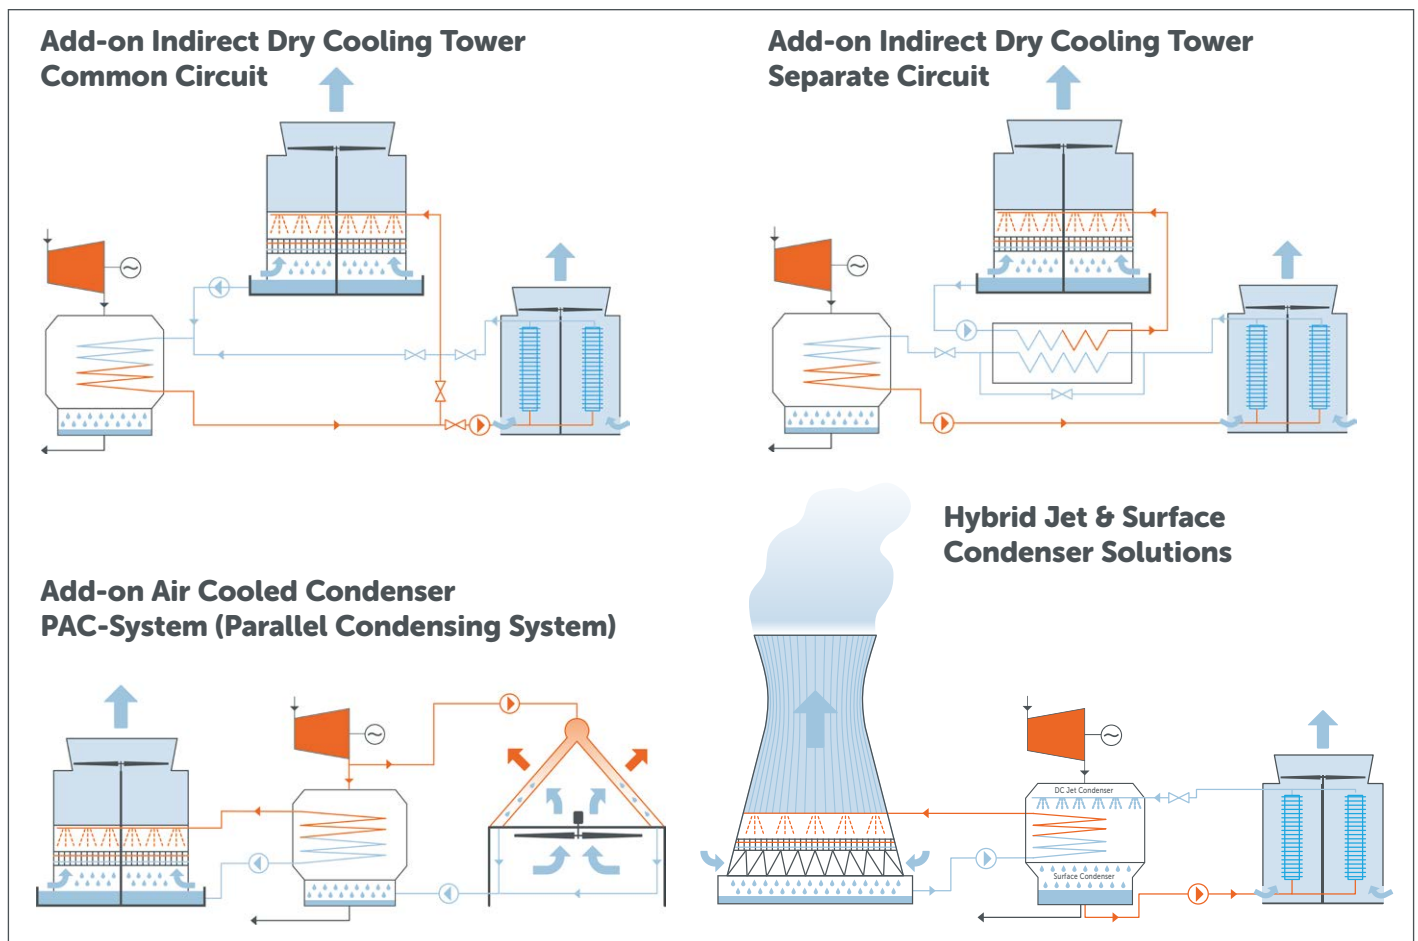 Add-on Indirect Dry Cooling Tower
Common Circuit
Add-on Indirect Dry Cooling Tower
Separate Circuit
Add-on Air Cooled Condenser
PAC-System (Parallel Condensing System)
Hybrid Jet & Surface
Condenser Solutions
DC Jet Condenser
Surface Condenser